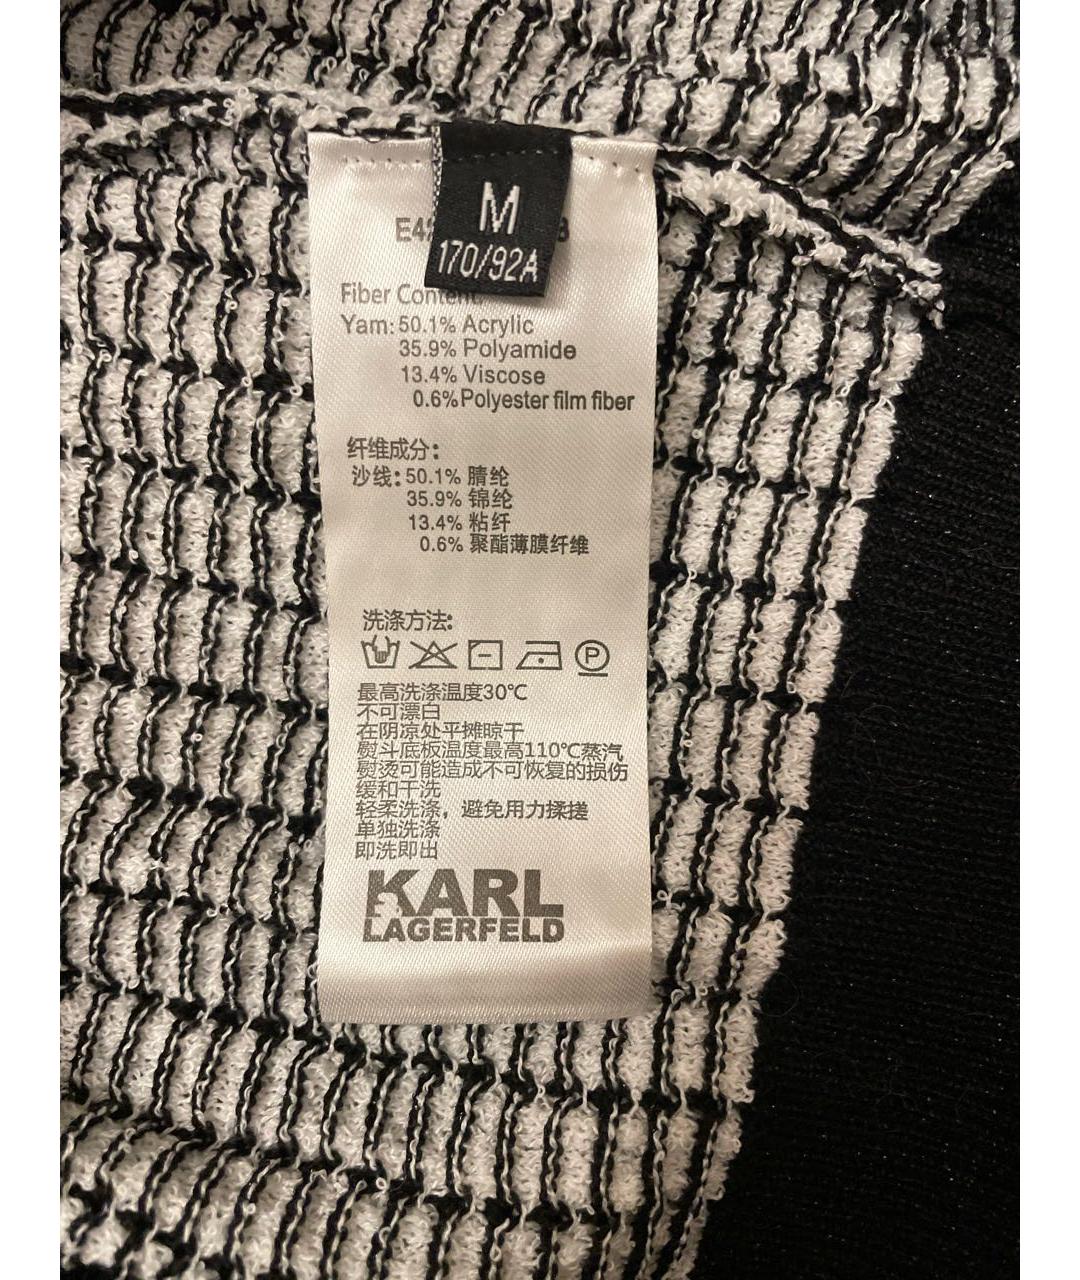 M
170/92A
E4
Fiber Content:
Yam: 50.1% Acrylic
35.9% Polyamide
13.4% Viscose
0.6% Polyester film fiber
纤维成分：
沙线：50.1% 腈纶
35.9% 锦纶
13.4% 粘纤
0.6% 聚酯薄膜纤维
洗涤方法：
P
最高洗涤温度30℃
不可漂白
在阴凉处平摊晾干
熨斗底板温度最高110℃蒸汽
熨烫可能造成不可恢复的损伤
缓和干洗
轻柔洗涤，避免用力揉搓
单独洗涤
即洗即出
KARL
LAGERFELD